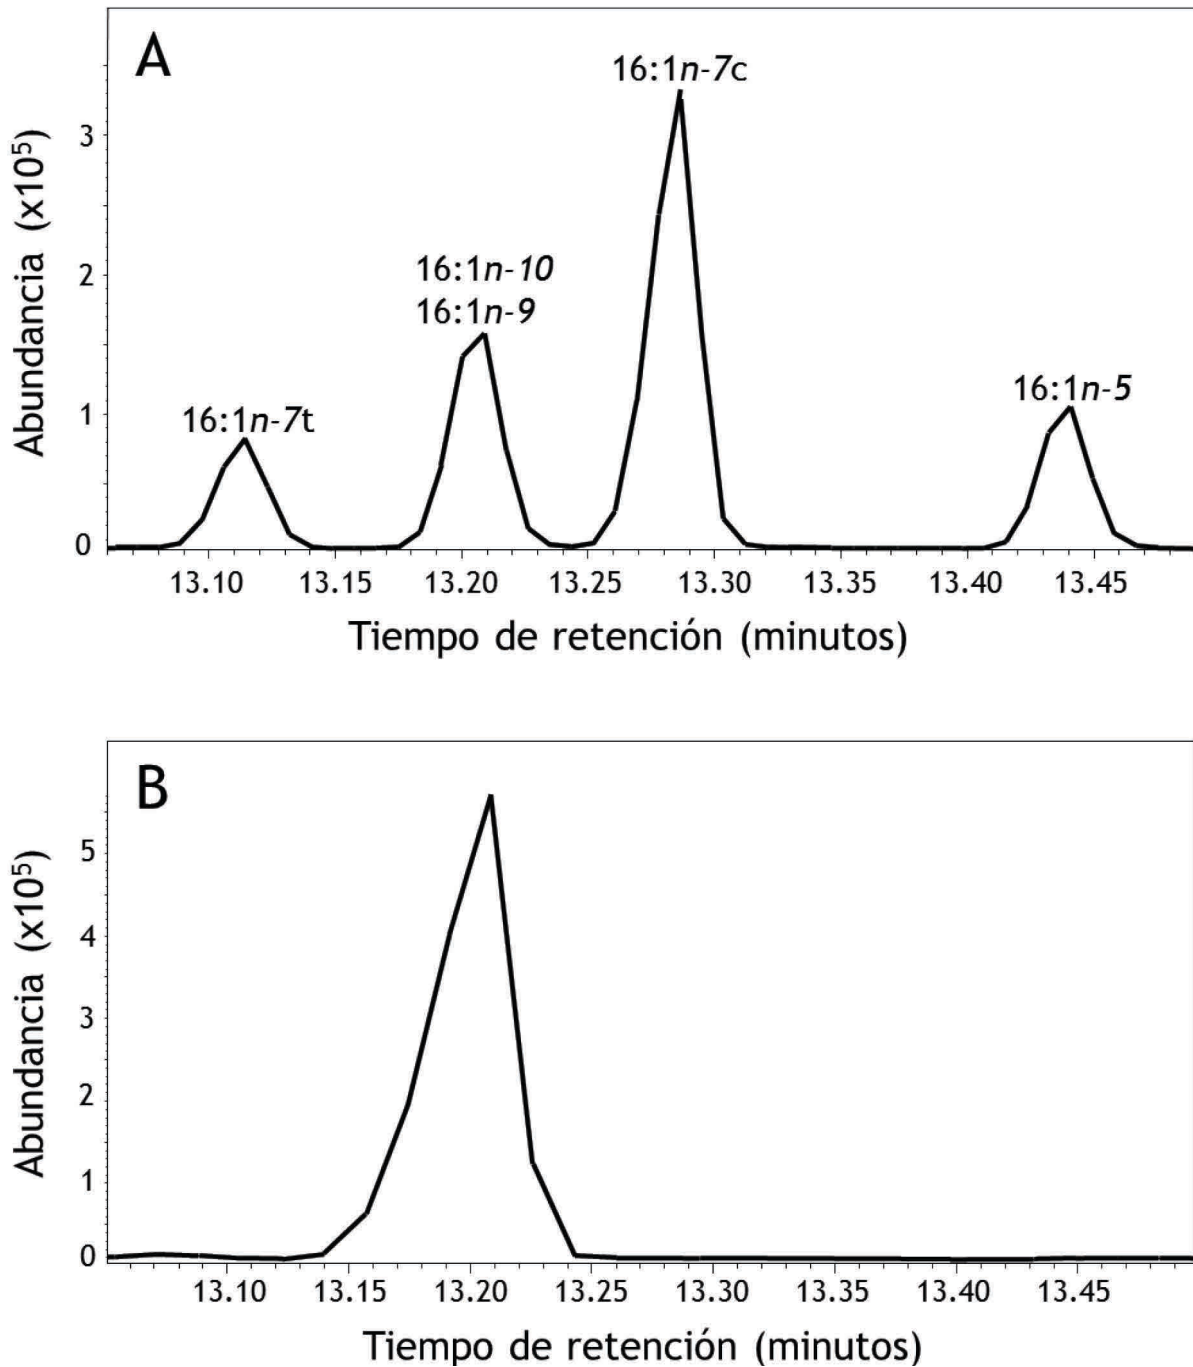 A
16:1n-7c
16:1n-10
16:1n-9
16:1n-7t
16:1n-5
Abundancia (x10⁵)
3
2
1
0
13.10 13.15 13.20 13.25 13.30 13.35 13.40 13.45
Tiempo de retención (minutos)
B
Abundancia (x10⁵)
5
4
3
2
1
0
13.10 13.15 13.20 13.25 13.30 13.35 13.40 13.45
Tiempo de retención (minutos)